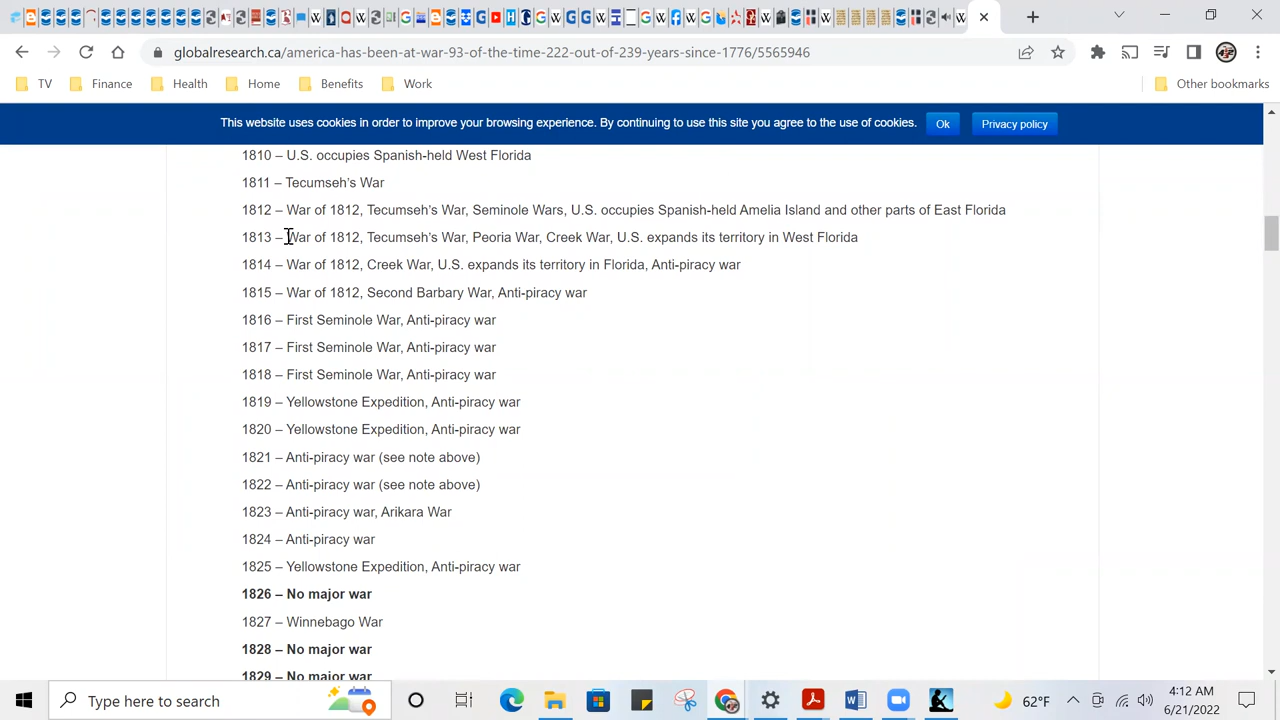 globalresearch.ca/america-has-been-at-war-93-of-the-time-222-out-of-239-years-since-1776/5565946
TV Finance Health Home Benefits Work Other bookmarks
This website uses cookies in order to improve your browsing experience. By continuing to use this site you agree to the use of cookies. Ok Privacy policy
1810 – U.S. occupies Spanish-held West Florida
1811 – Tecumseh’s War
1812 – War of 1812, Tecumseh’s War, Seminole Wars, U.S. occupies Spanish-held Amelia Island and other parts of East Florida
1813 – War of 1812, Tecumseh’s War, Peoria War, Creek War, U.S. expands its territory in West Florida
1814 – War of 1812, Creek War, U.S. expands its territory in Florida, Anti-piracy war
1815 – War of 1812, Second Barbary War, Anti-piracy war
1816 – First Seminole War, Anti-piracy war
1817 – First Seminole War, Anti-piracy war
1818 – First Seminole War, Anti-piracy war
1819 – Yellowstone Expedition, Anti-piracy war
1820 – Yellowstone Expedition, Anti-piracy war
1821 – Anti-piracy war (see note above)
1822 – Anti-piracy war (see note above)
1823 – Anti-piracy war, Arikara War
1824 – Anti-piracy war
1825 – Yellowstone Expedition, Anti-piracy war
1826 – No major war
1827 – Winnebago War
1828 – No major war
1829 – No major war
Type here to search 62°F 4:12 AM
6/21/2022